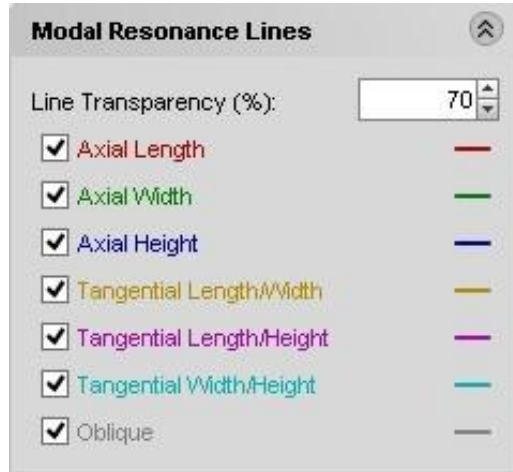 Modal Resonance Lines
Line Transparency (%): 70
Axial Length
Axial Width
Axial Height
Tangential Length/Width
Tangential Length/Height
Tangential Width/Height
Oblique